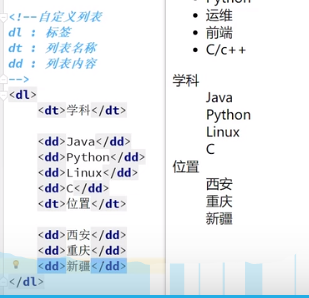 <!--自定义列表
dl : 标签
dt : 列表名称
dd : 列表内容
-->
<dl>
<dt>学科</dt>
<dd>Java</dd>
<dd>Python</dd>
<dd>Linux</dd>
<dd>C</dd>
<dt>位置</dt>
<dd>西安</dd>
<dd>重庆</dd>
<dd>新疆</dd>
</dl>
• 运维
• 前端
• C/c++
学科
Java
Python
Linux
C
位置
西安
重庆
新疆